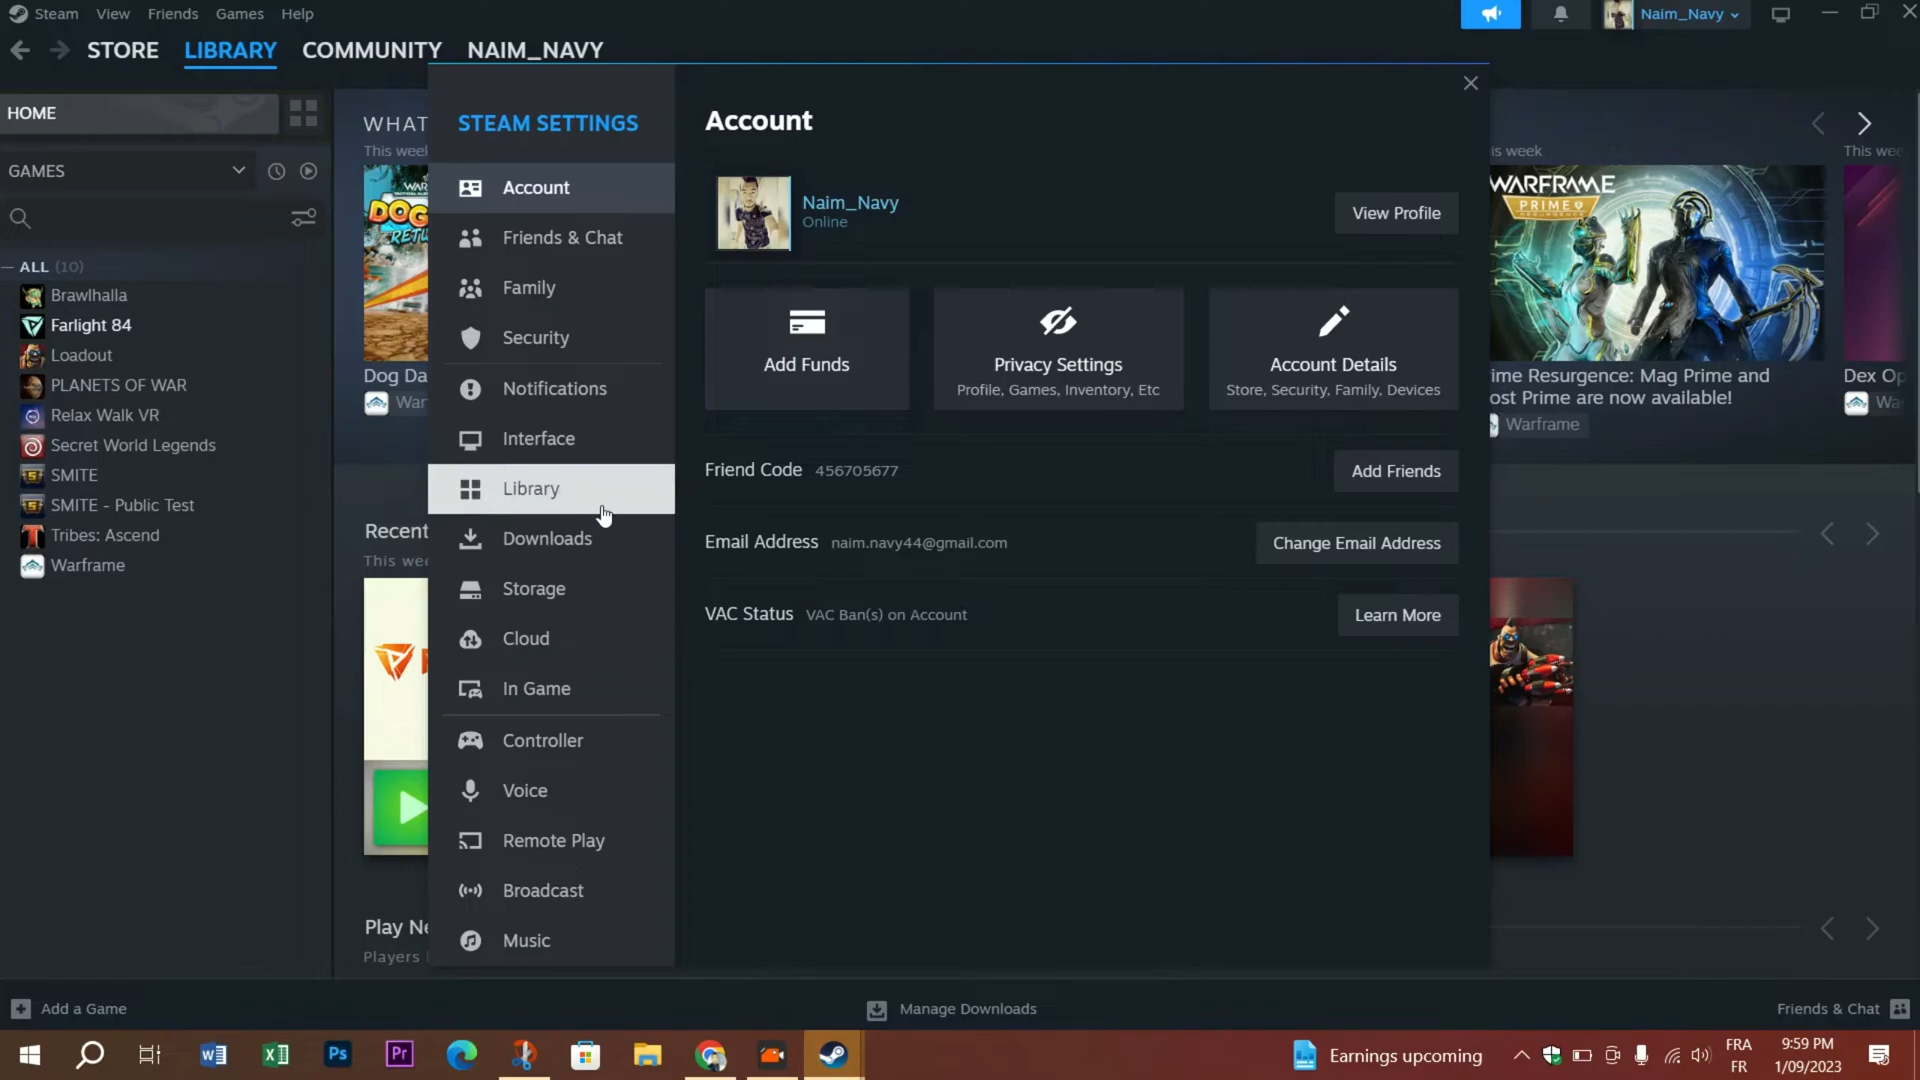 Steam View Friends Games Help
Naim_Navy
STORE LIBRARY COMMUNITY NAIM_NAVY
HOME
GAMES
ALL (10)
Brawlhalla
Farlight 84
Loadout
PLANETS OF WAR
Relax Walk VR
Secret World Legends
SMITE
SMITE - Public Test
Tribes: Ascend
Warframe
WHAT
This week
Dog Da
War
Recent
This wee
Play Ne
Players
STEAM SETTINGS
Account
Friends & Chat
Family
Security
Notifications
Interface
Library
Downloads
Storage
Cloud
In Game
Controller
Voice
Remote Play
Broadcast
Music
Account
Naim_Navy
Online
View Profile
Add Funds
Privacy Settings
Profile, Games, Inventory, Etc
Account Details
Store, Security, Family, Devices
Friend Code 456705677
Add Friends
Email Address naim.navy44@gmail.com
Change Email Address
VAC Status VAC Ban(s) on Account
Learn More
is week
WARFRAME
PRIME
RESURGENCE
ime Resurgence: Mag Prime and
ost Prime are now available!
Warframe
This wee
Dex Op
Wa
Add a Game
Manage Downloads
Friends & Chat
Earnings upcoming
FRA
FR
9:59 PM
1/09/2023